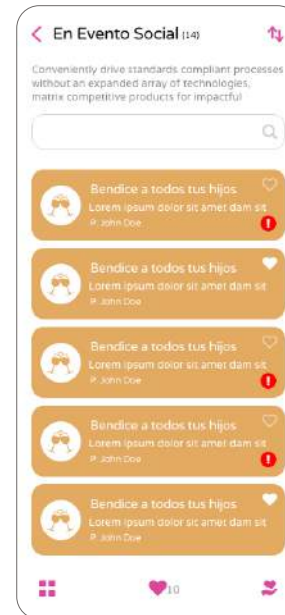 En Evento Social (14)
Conveniently drive standards compliant processes
without an expanded array of technologies,
matrix competitive products for impactful
Bendice a todos tus hijos
Lorem ipsum dolor sit amet dam sit
P. John Doe
Bendice a todos tus hijos
Lorem ipsum dolor sit amet dam sit
P. John Doe
Bendice a todos tus hijos
Lorem ipsum dolor sit amet dam sit
P. John Doe
Bendice a todos tus hijos
Lorem ipsum dolor sit amet dam sit
P. John Doe
Bendice a todos tus hijos
Lorem ipsum dolor sit amet dam sit
P. John Doe
10